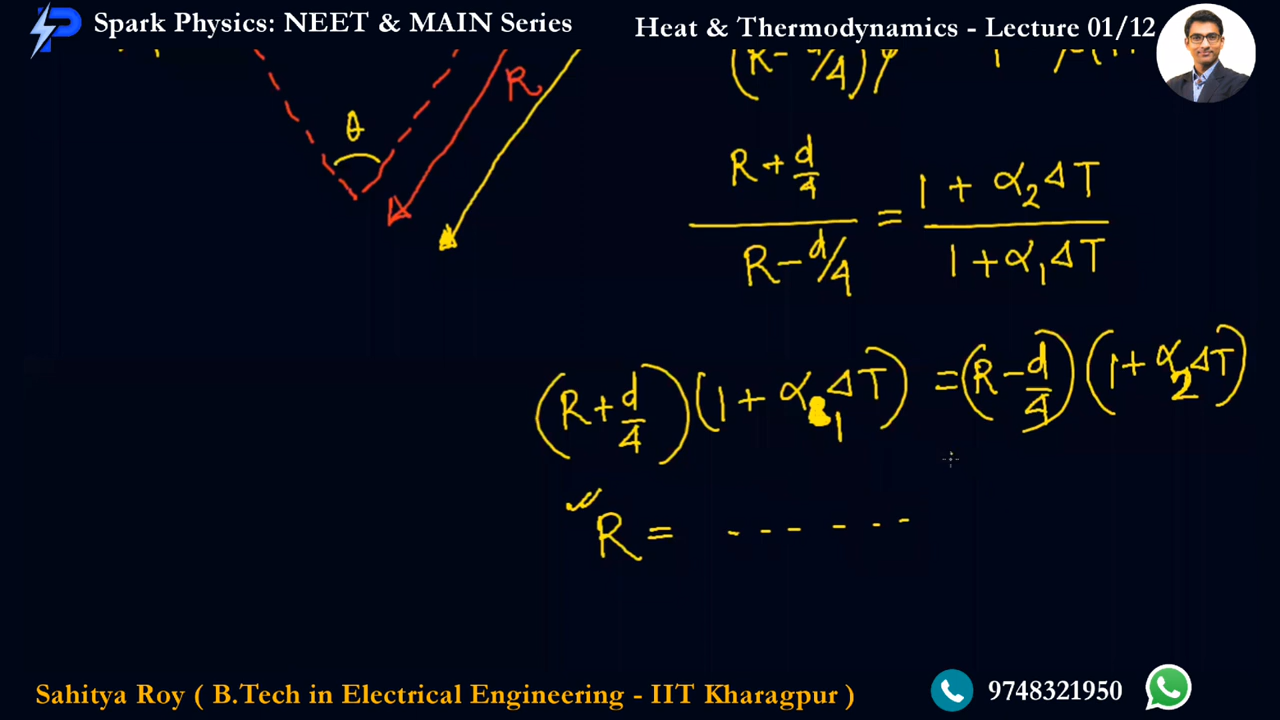 Spark Physics: NEET & MAIN Series
Heat & Thermodynamics - Lecture 01/12
(R - d/4)φ
R
θ
R + d/4 / R - d/4 = 1 + α₂ΔT / 1 + α₁ΔT
(R + d/4)(1 + α₁ΔT) = (R - d/4)(1 + α₂ΔT)
R = - - - - - -
Sahitya Roy ( B.Tech in Electrical Engineering - IIT Kharagpur )
9748321950